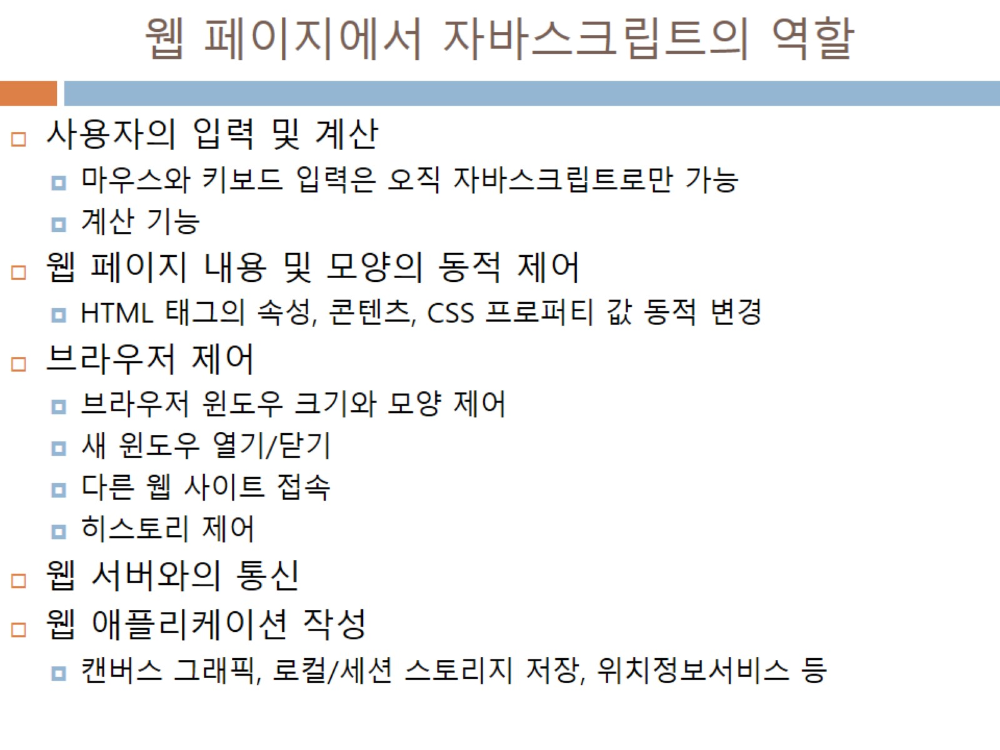 웹 페이지에서 자바스크립트의 역할
사용자의 입력 및 계산
마우스와 키보드 입력은 오직 자바스크립트로만 가능
계산 기능
웹 페이지 내용 및 모양의 동적 제어
HTML 태그의 속성, 콘텐츠, CSS 프로퍼티 값 동적 변경
브라우저 제어
브라우저 윈도우 크기와 모양 제어
새 윈도우 열기/닫기
다른 웹 사이트 접속
히스토리 제어
웹 서버와의 통신
웹 애플리케이션 작성
캔버스 그래픽, 로컬/세션 스토리지 저장, 위치정보서비스 등